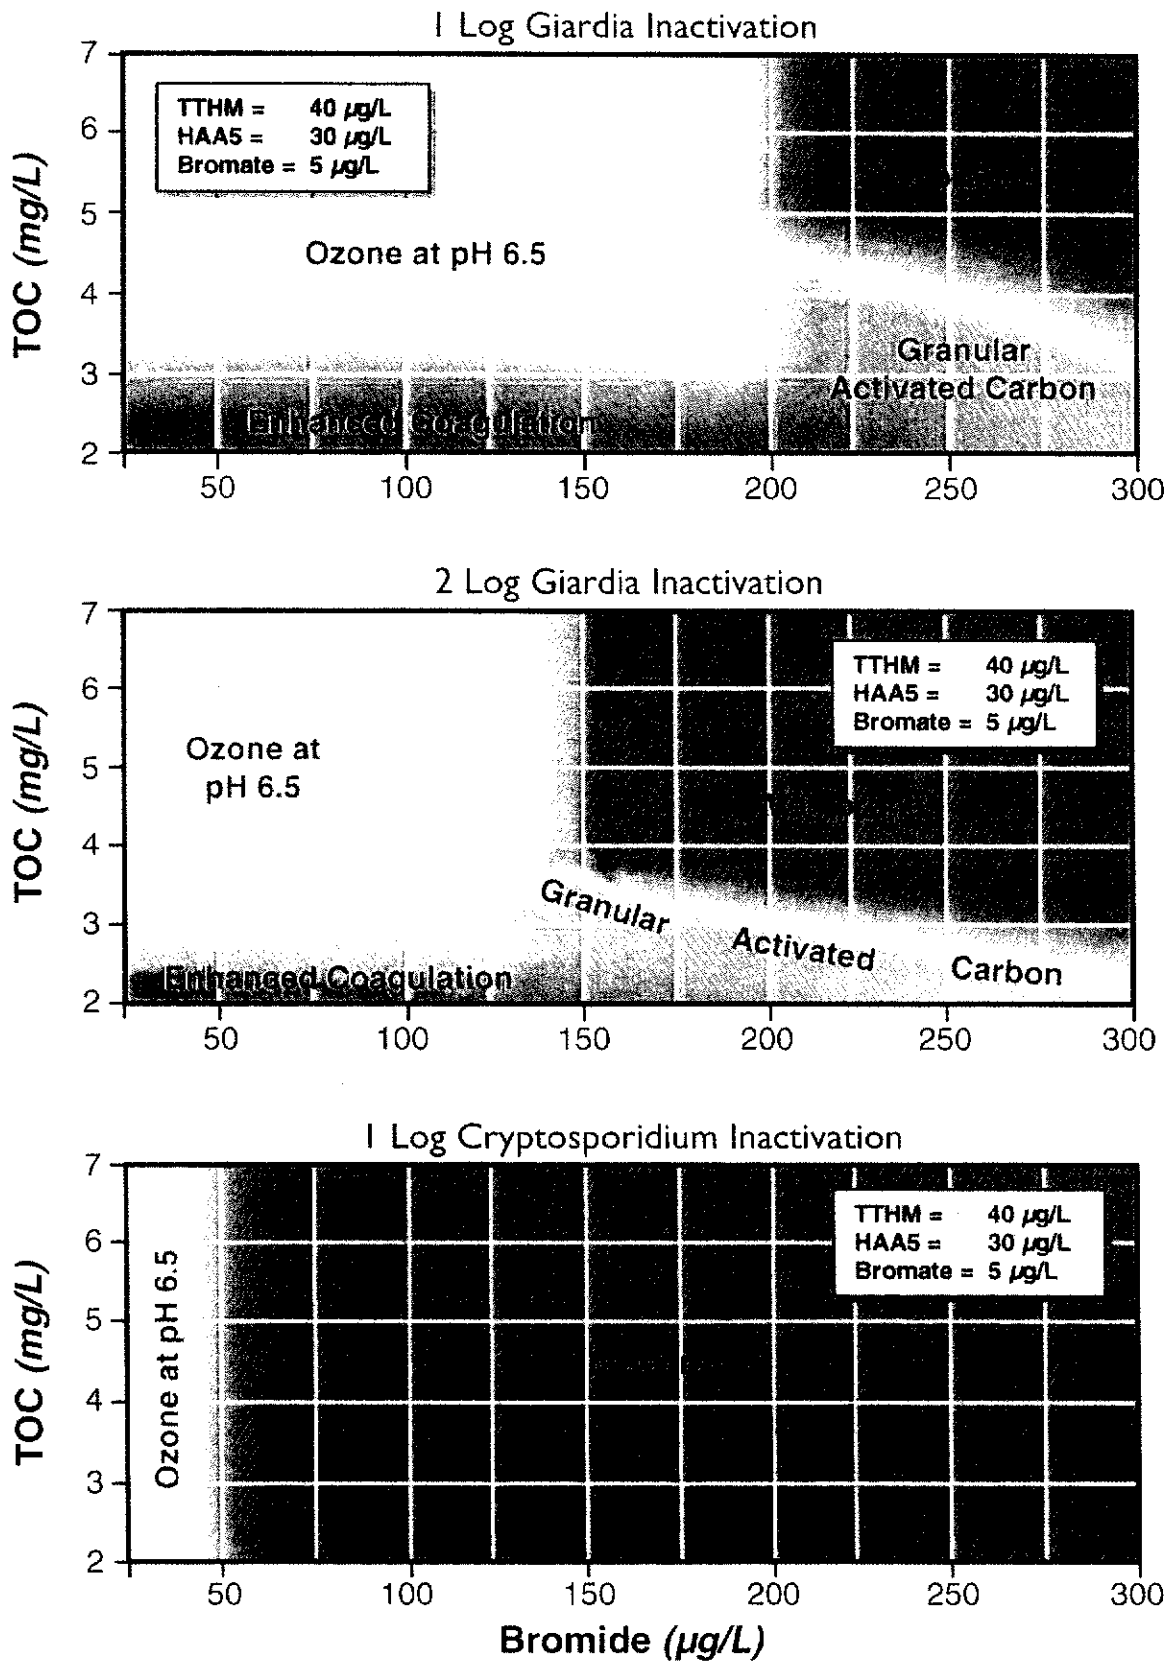 1 Log Giardia Inactivation
TOC (mg/L)
7
6
5
4
3
2
TTHM = 40 µg/L
HAA5 = 30 µg/L
Bromate = 5 µg/L
Ozone at pH 6.5
Granular
Activated Carbon
Enhanced Coagulation
50 100 150 200 250 300
2 Log Giardia Inactivation
TOC (mg/L)
7
6
5
4
3
2
TTHM = 40 µg/L
HAA5 = 30 µg/L
Bromate = 5 µg/L
Ozone at
pH 6.5
Granular Activated Carbon
Enhanced Coagulation
50 100 150 200 250 300
1 Log Cryptosporidium Inactivation
TOC (mg/L)
7
6
5
4
3
2
TTHM = 40 µg/L
HAA5 = 30 µg/L
Bromate = 5 µg/L
Ozone at pH 6.5
50 100 150 200 250 300
Bromide (µg/L)